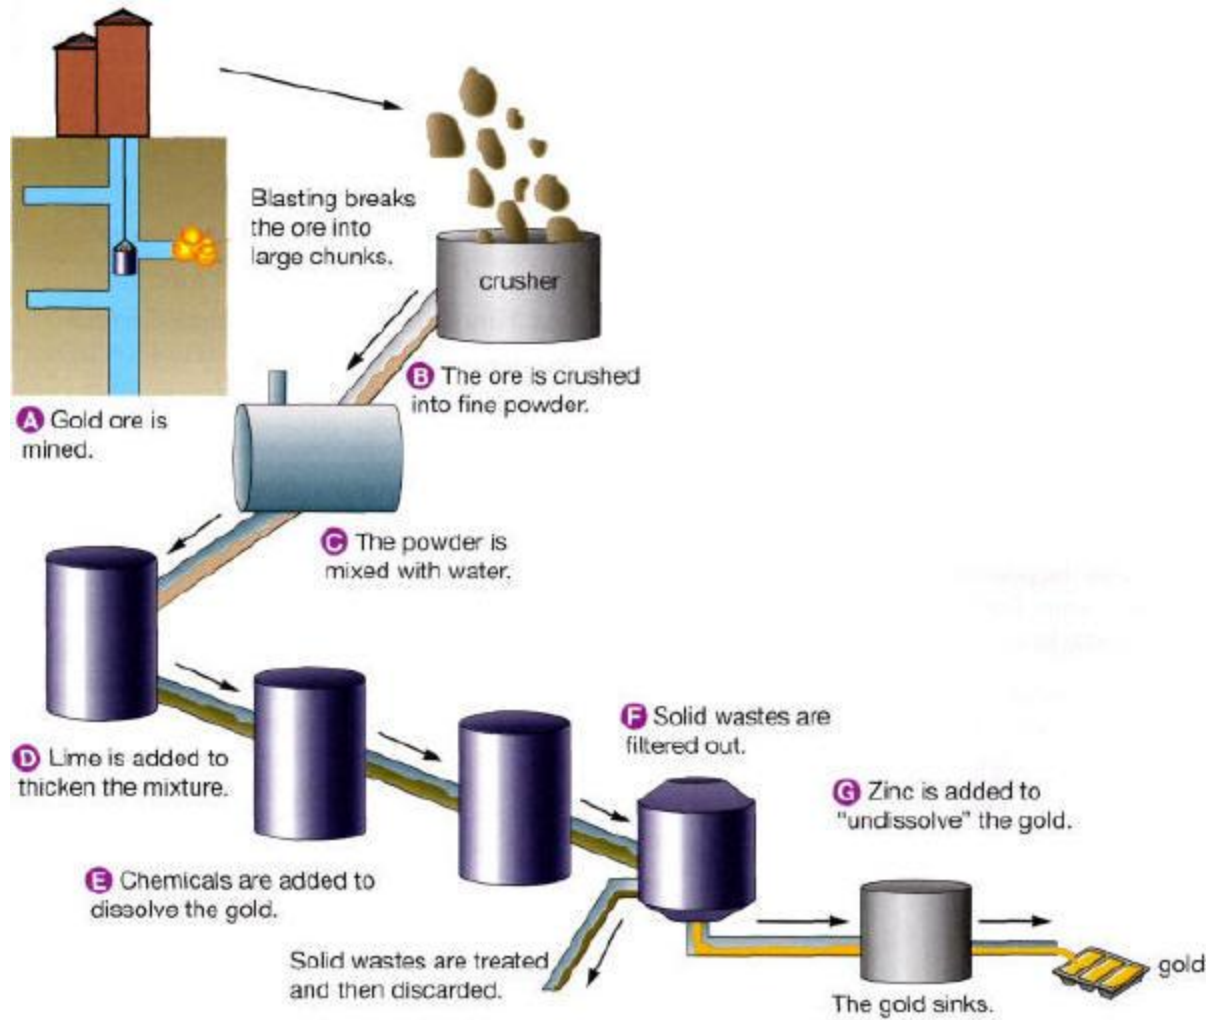 Blasting breaks
the ore into
large chunks.
crusher
A Gold ore is
mined.
B The ore is crushed
into fine powder.
C The powder is
mixed with water.
D Lime is added to
thicken the mixture.
E Chemicals are added to
dissolve the gold.
F Solid wastes are
filtered out.
Solid wastes are treated
and then discarded.
G Zinc is added to
"undissolve" the gold.
The gold sinks.
gold